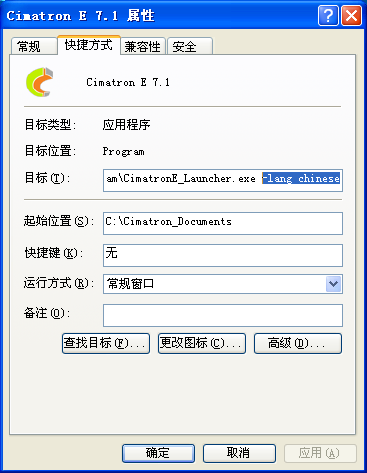 Cimatron E 7.1 属性
常规 快捷方式 兼容性 安全
Cimatron E 7.1
目标类型: 应用程序
目标位置: Program
目标(T): am\CimatronE_Launcher.exe -lang chinese
起始位置(S): C:\Cimatron_Documents
快捷键(K): 无
运行方式(R): 常规窗口
备注(O):
查找目标(F)... 更改图标(C)... 高级(D)...
确定 取消 应用(A)